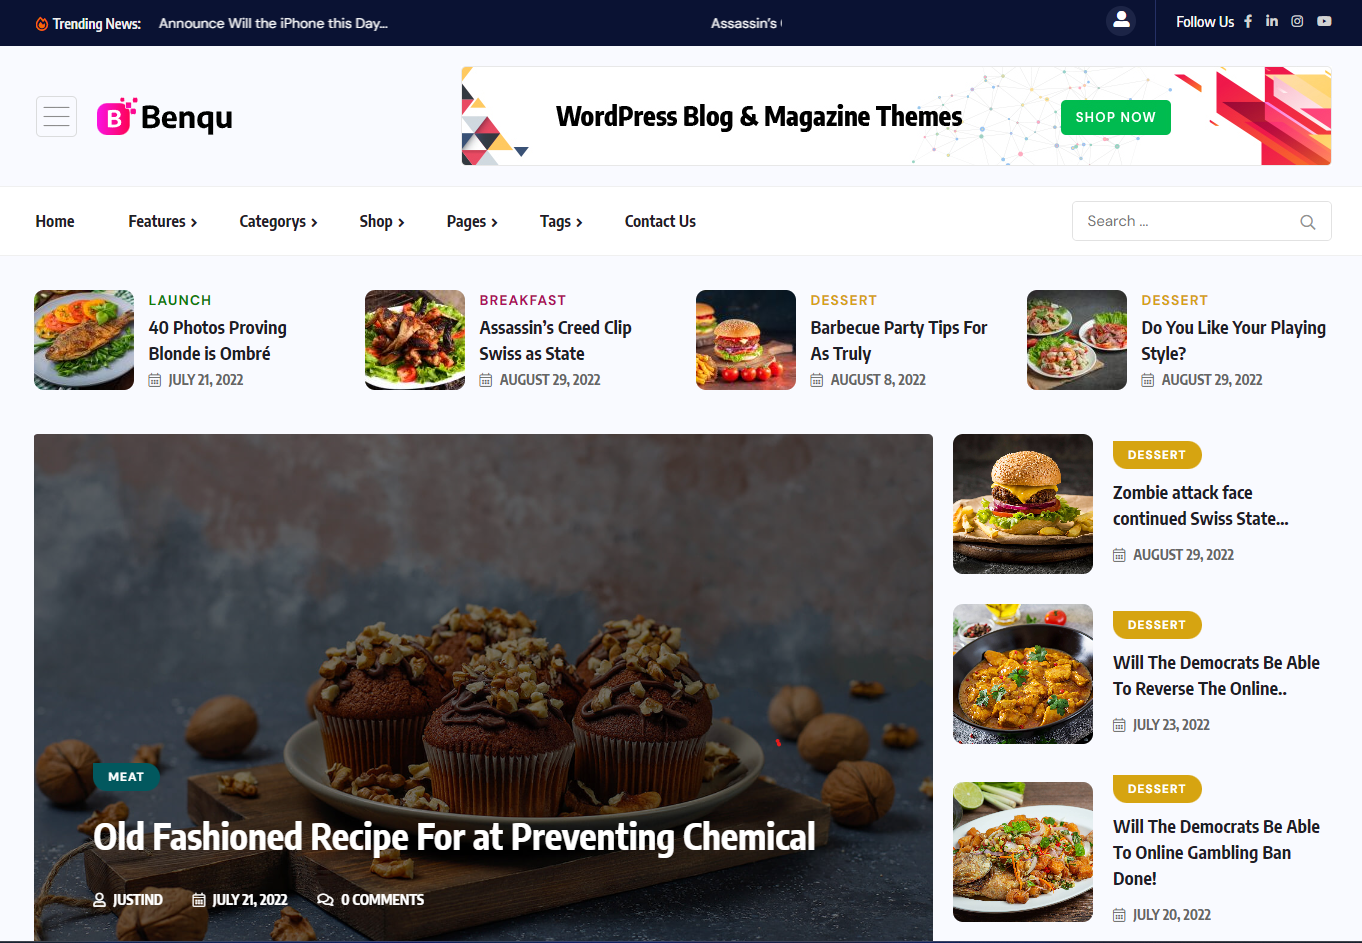 Trending News: Announce Will the iPhone this Day... Assassin's
Follow Us
B Benqu
WordPress Blog & Magazine Themes
SHOP NOW
Home Features Categorys Shop Pages Tags Contact Us
Search ...
LAUNCH
40 Photos Proving
Blonde is Ombré
JULY 21, 2022
BREAKFAST
Assassin's Creed Clip
Swiss as State
AUGUST 29, 2022
DESSERT
Barbecue Party Tips For
As Truly
AUGUST 8, 2022
DESSERT
Do You Like Your Playing
Style?
AUGUST 29, 2022
MEAT
Old Fashioned Recipe For at Preventing Chemical
JUSTIND JULY 21, 2022 0 COMMENTS
DESSERT
Zombie attack face
continued Swiss State...
AUGUST 29, 2022
DESSERT
Will The Democrats Be Able
To Reverse The Online..
JULY 23, 2022
DESSERT
Will The Democrats Be Able
To Online Gambling Ban
Done!
JULY 20, 2022